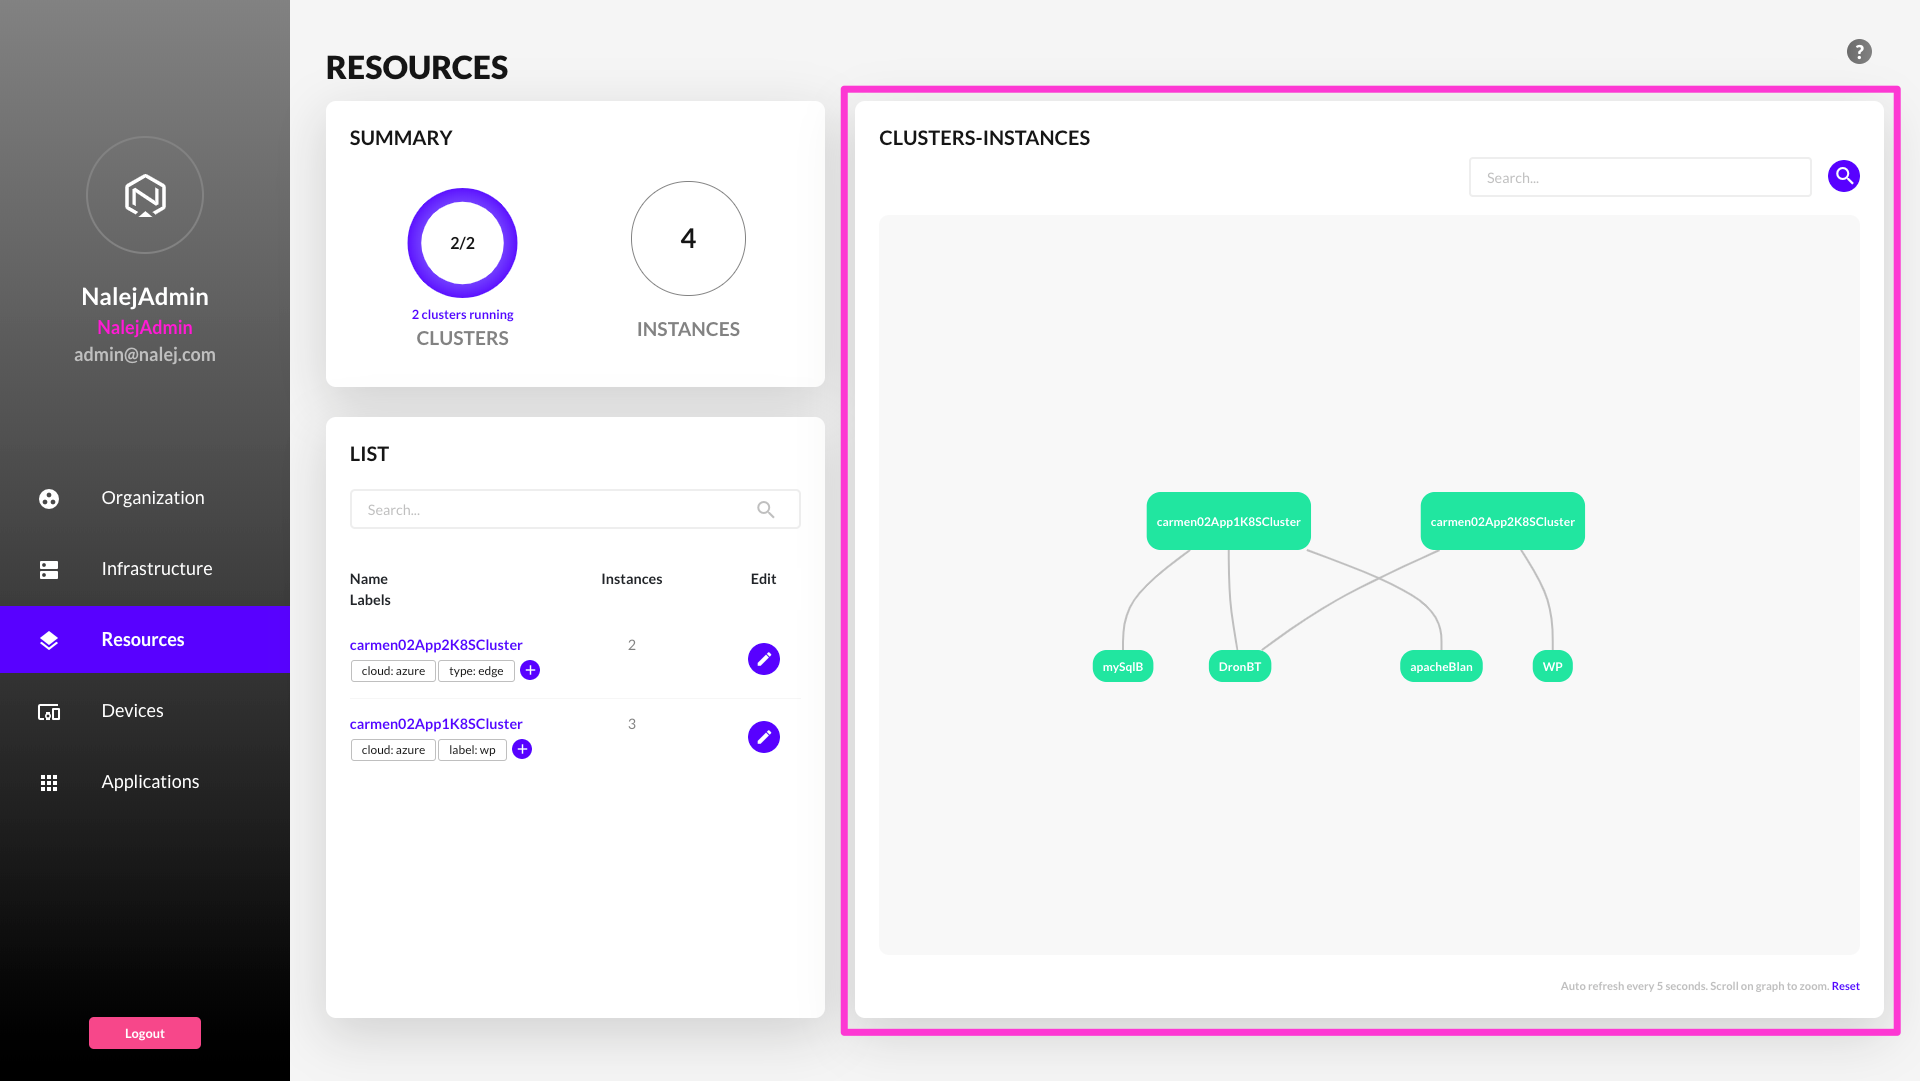 NalejAdmin
NalejAdmin
admin@nalej.com
Organization
Infrastructure
Resources
Devices
Applications
Logout
RESOURCES
?
SUMMARY
2/2
2 clusters running
CLUSTERS
4
INSTANCES
LIST
Search...
Name
Labels
Instances
Edit
carmen02App2K8SCluster
2
cloud: azure
type: edge
carmen02App1K8SCluster
3
cloud: azure
label: wp
CLUSTERS-INSTANCES
Search...
carmen02App1K8SCluster
carmen02App2K8SCluster
mySqlB
DronBT
apacheBlan
WP
Auto refresh every 5 seconds. Scroll on graph to zoom. Reset